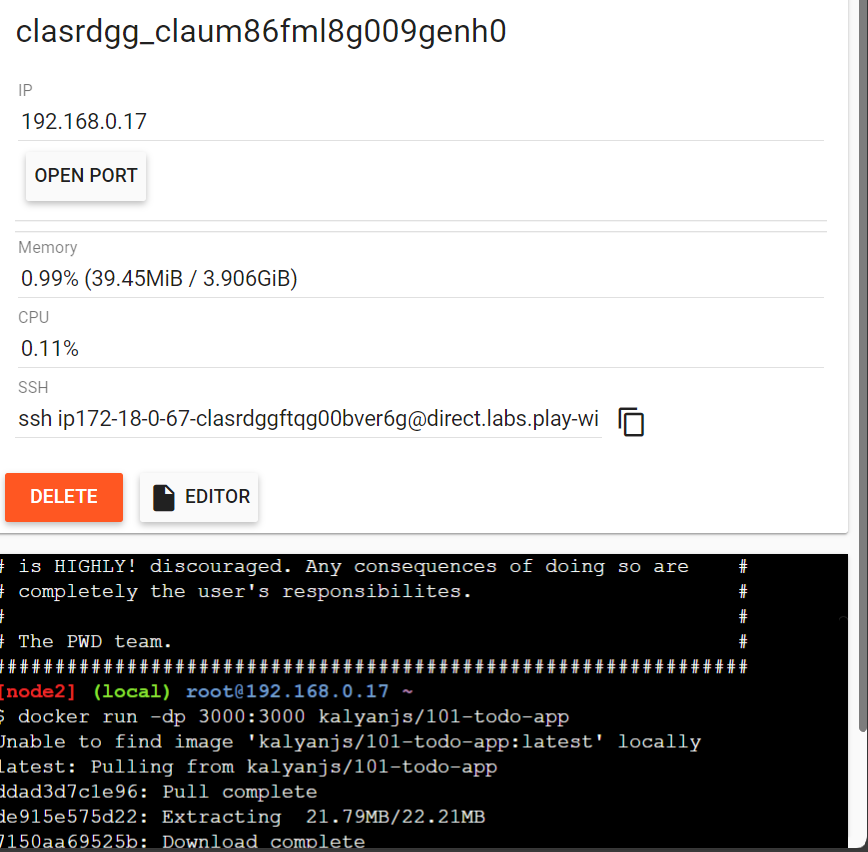 clasrdgg_claum86fml8g009genh0
IP
192.168.0.17
OPEN PORT
Memory
0.99% (39.45MiB / 3.906GiB)
CPU
0.11%
SSH
ssh ip172-18-0-67-clasrdggftqg00bver6g@direct.labs.play-wi
DELETE
EDITOR
# is HIGHLY! discouraged. Any consequences of doing so are #
# completely the user's responsibilites. #
# #
# The PWD team. #
###############################################################
[node2] (local) root@192.168.0.17 ~
$ docker run -dp 3000:3000 kalyanjs/101-todo-app
Unable to find image 'kalyanjs/101-todo-app:latest' locally
latest: Pulling from kalyanjs/101-todo-app
ddad3d7c1e96: Pull complete
de915e575d22: Extracting 21.79MB/22.21MB
7150aa69525b: Download complete